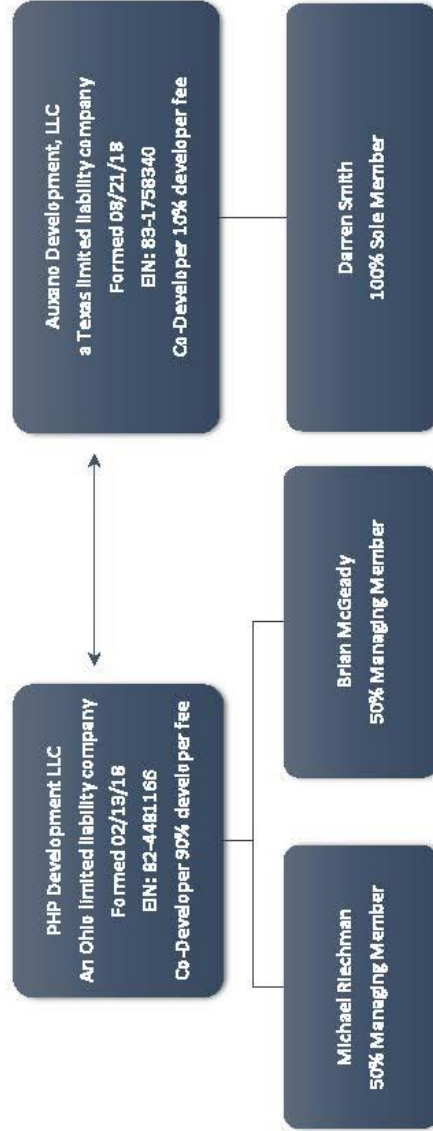 PHP Development LLC
An Ohio limited liability company
Formed 02/13/18
EIN: 82-4481166
Co-Developer 90% developer fee
Auxano Development, LLC
a Texas limited liability company
Formed 08/21/18
EIN: 83-1758340
Co-Developer 10% developer fee
Michael Riechman
50% Managing Member
Brian McGeady
50% Managing Member
Darren Smith
100% Sole Member